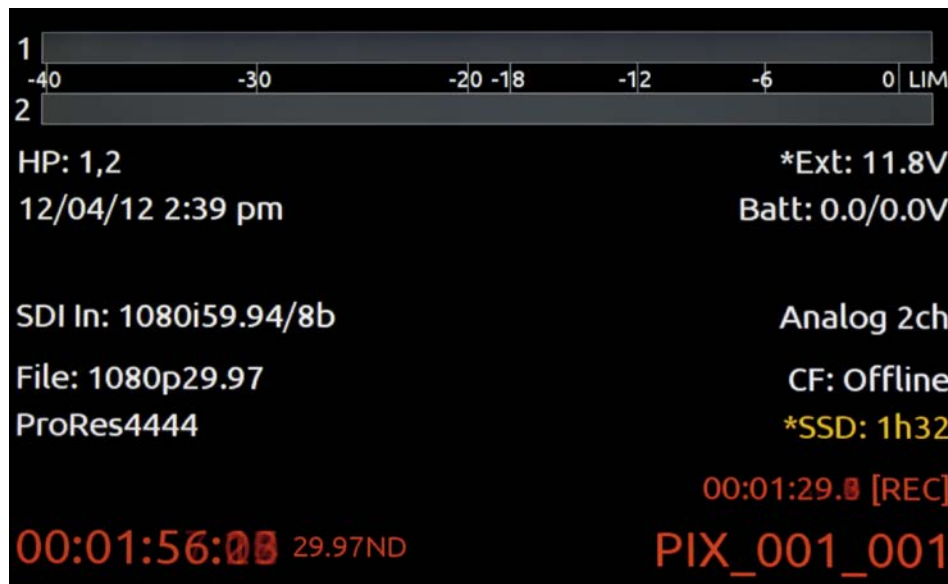 1
-40 -30 -20 -18 -12 -6 0 LIM
2
HP: 1,2 *Ext: 11.8V
12/04/12 2:39 pm Batt: 0.0/0.0V
SDI In: 1080i59.94/8b Analog 2ch
File: 1080p29.97 CF: Offline
ProRes4444 *SSD: 1h32
[REC]
29.97ND PIX_001_001